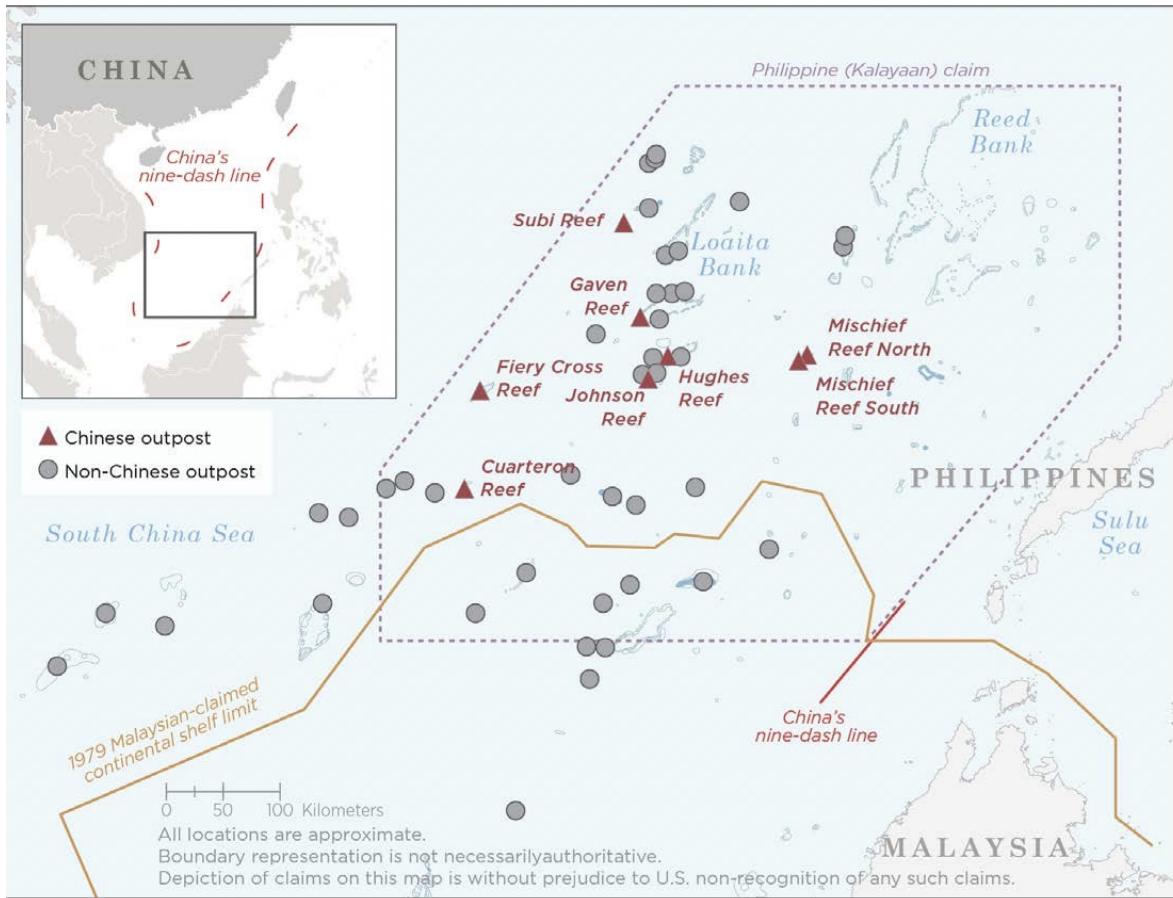 CHINA
China's
nine-dash line
Chinese outpost
Non-Chinese outpost
Philippine (Kalayaan) claim
Reed
Bank
Subi Reef
Loaita
Bank
Gaven
Reef
Mischief
Reef North
Fiery Cross
Reef
Johnson
Reef
Hughes
Reef
Mischief
Reef South
Cuarteron
Reef
PHILIPPINES
South China Sea
Sulu
Sea
1979 Malaysian-claimed
continental shelf limit
China's
nine-dash line
0 50 100 Kilometers
All locations are approximate.
Boundary representation is not necessarilyauthoritative.
Depiction of claims on this map is without prejudice to U.S. non-recognition of any such claims.
MALAYSIA